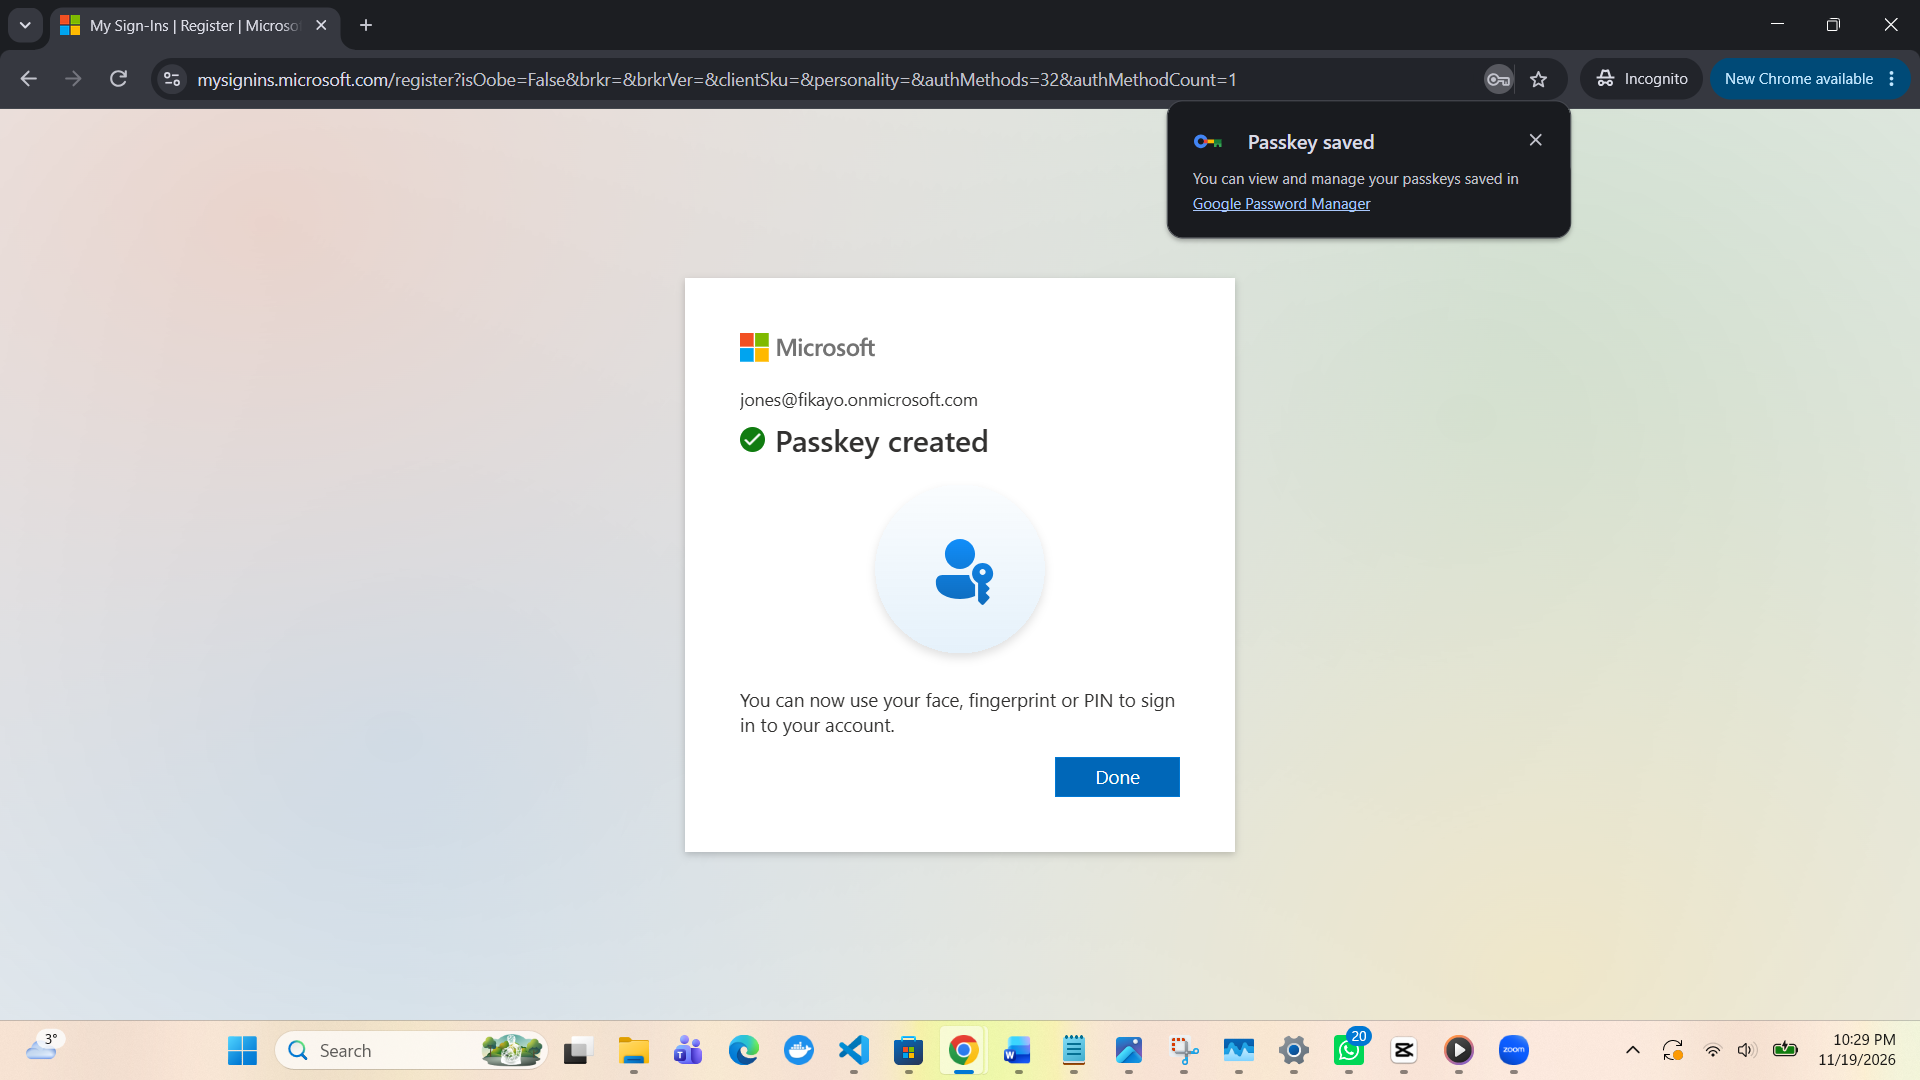 My Sign-Ins | Register | Microso
mysignins.microsoft.com/register?isOobe=False&brkr=&brkrVer=&clientSku=&personality=&authMethods=32&authMethodCount=1
Incognito
New Chrome available
Passkey saved
You can view and manage your passkeys saved in
Google Password Manager
Microsoft
jones@fikayo.onmicrosoft.com
Passkey created
You can now use your face, fingerprint or PIN to sign
in to your account.
Done
3°
Search
T
W
20
zoom
10:29 PM
11/19/2026